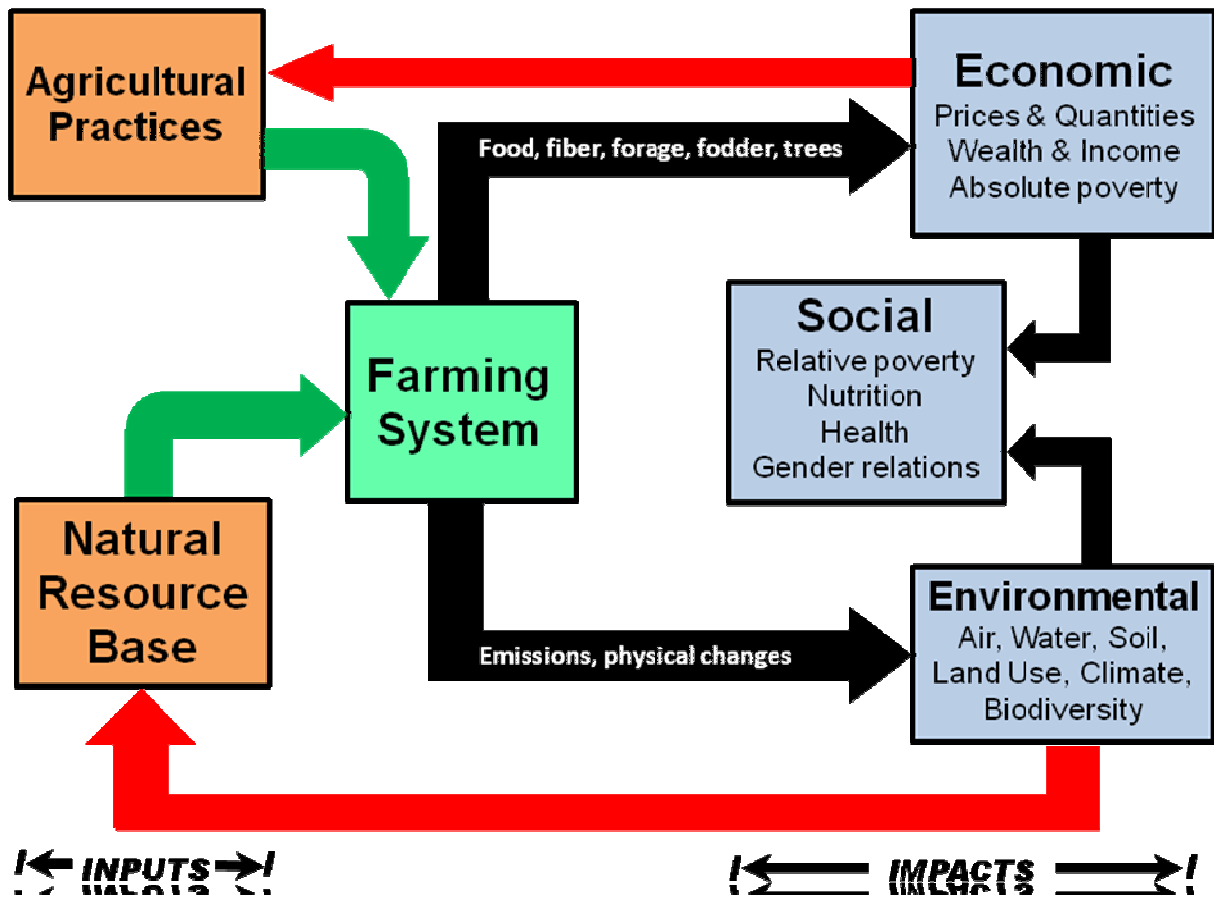 Agricultural
Practices
Economic
Prices & Quantities
Wealth & Income
Absolute poverty
Food, fiber, forage, fodder, trees
Social
Relative poverty
Nutrition
Health
Gender relations
Farming
System
Natural
Resource
Base
Environmental
Air, Water, Soil,
Land Use, Climate,
Biodiversity
Emissions, physical changes
INPUTS
IMPACTS